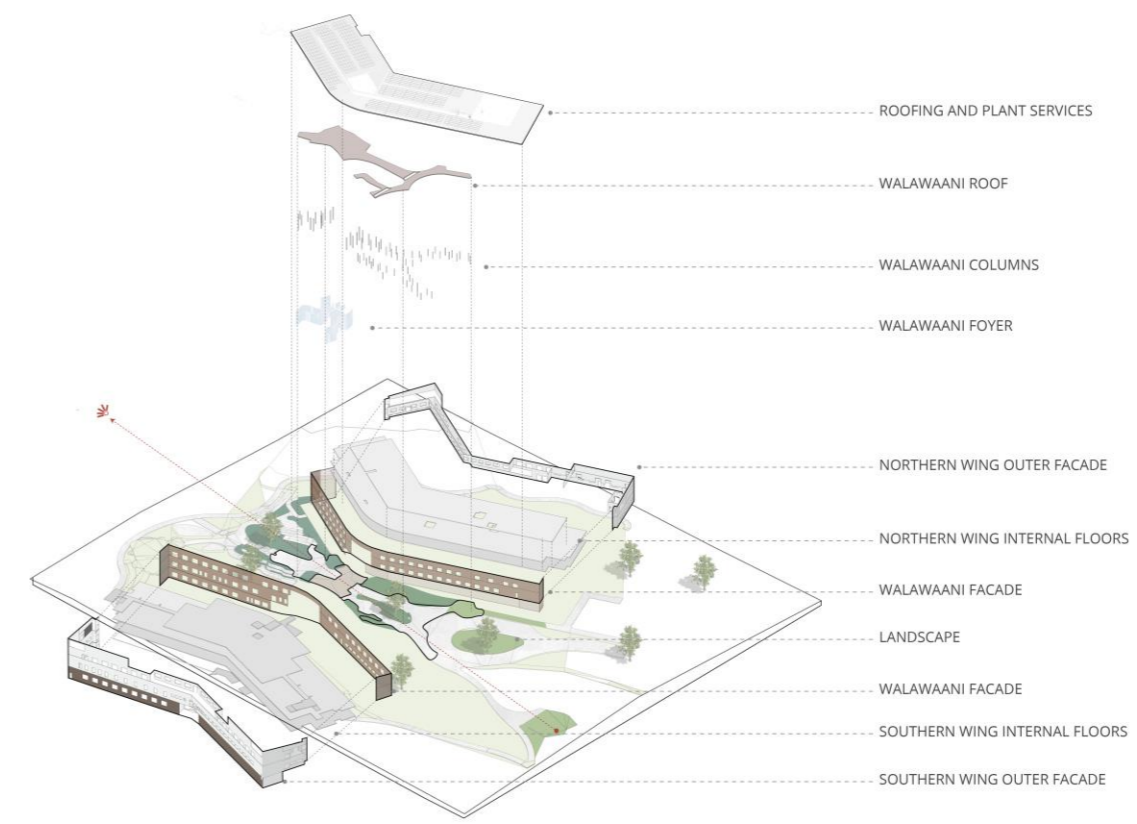 ROOFING AND PLANT SERVICES
WALAWAANI ROOF
WALAWAANI COLUMNS
WALAWAANI FOYER
NORTHERN WING OUTER FACADE
NORTHERN WING INTERNAL FLOORS
WALAWAANI FACADE
LANDSCAPE
WALAWAANI FACADE
SOUTHERN WING INTERNAL FLOORS
SOUTHERN WING OUTER FACADE